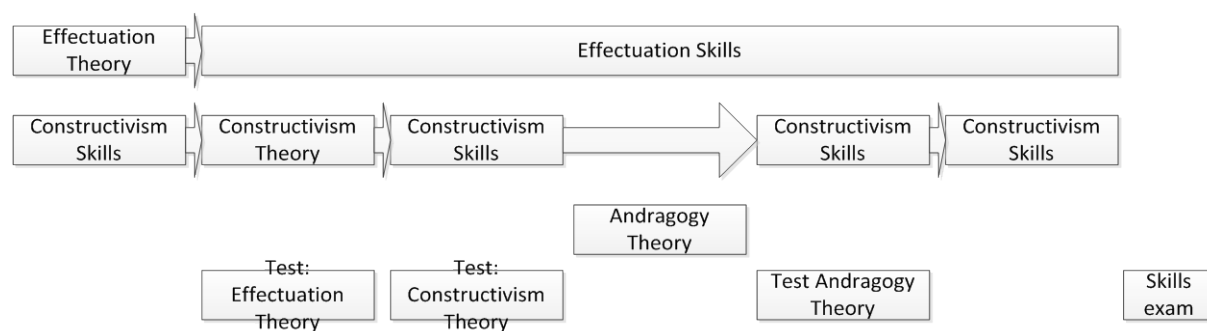 Effectuation
Theory
Effectuation Skills
Constructivism
Skills
Constructivism
Theory
Constructivism
Skills
Constructivism
Skills
Constructivism
Skills
Andragogy
Theory
Test:
Effectuation
Theory
Test:
Constructivism
Theory
Test Andragogy
Theory
Skills
exam